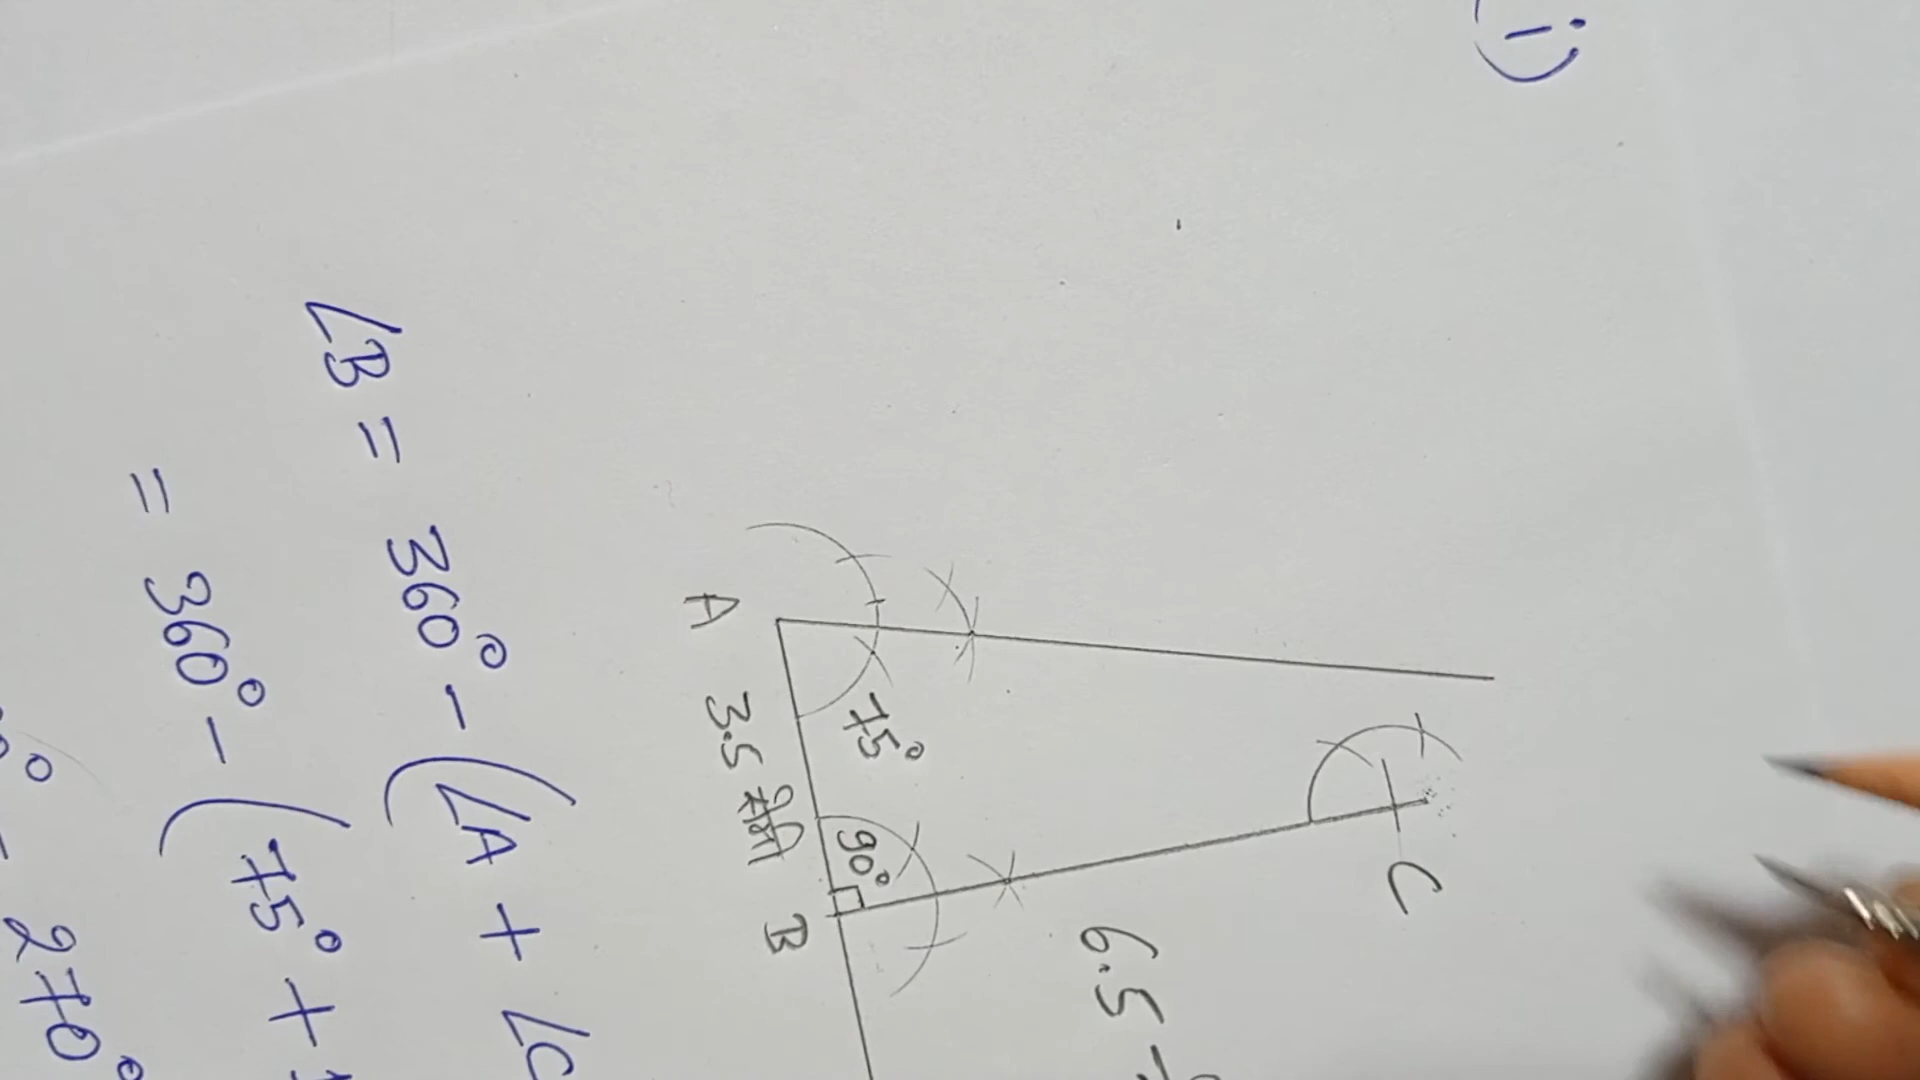 i)
C
6.5
A 3.5 B
75°
90°
∠B = 360° - (∠A + ∠C
= 360° - (75° +
270°